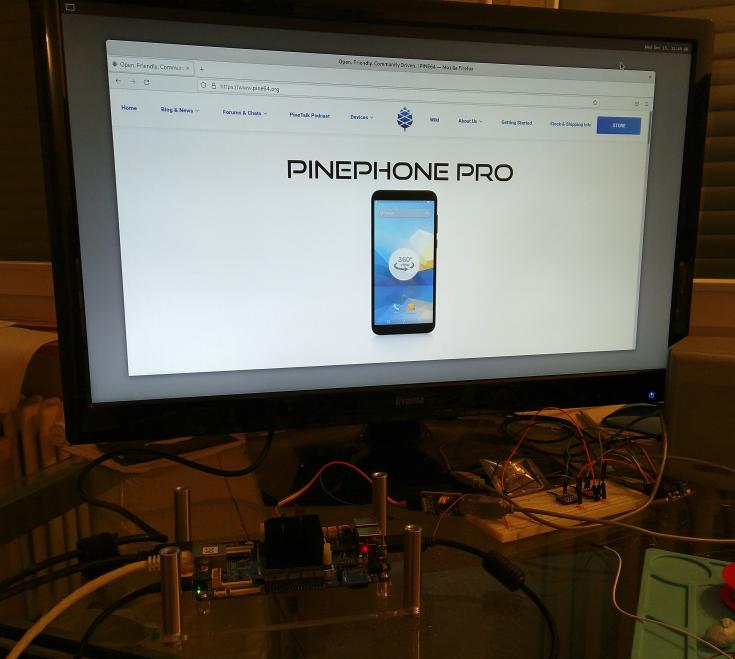 Open. Friendly. Community Driven. | PINE64 — Mozilla Firefox
Open. Friendly. Commun
https://www.pine64.org
Home Blog & News Forums & Chats PineTalk Podcast Devices Wiki About Us Getting Started Stock & Shipping Info STORE
PINEPHONE PRO
360°
iiyama